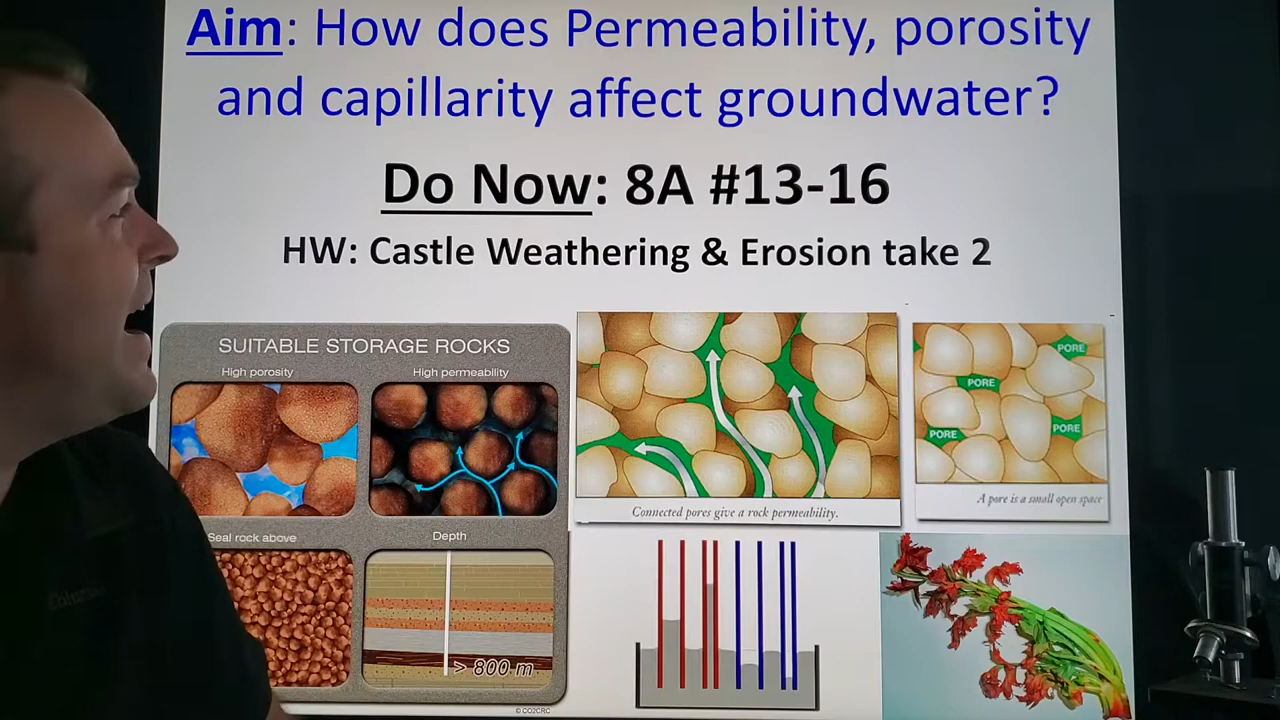 Aim: How does Permeability, porosity
and capillarity affect groundwater?
Do Now: 8A #13-16
HW: Castle Weathering & Erosion take 2
SUITABLE STORAGE ROCKS
High porosity
High permeability
Seal rock above
Depth
> 800 m
© CO2CRC
Connected pores give a rock permeability.
PORE
PORE
PORE
PORE
A pore is a small open space
Columbia